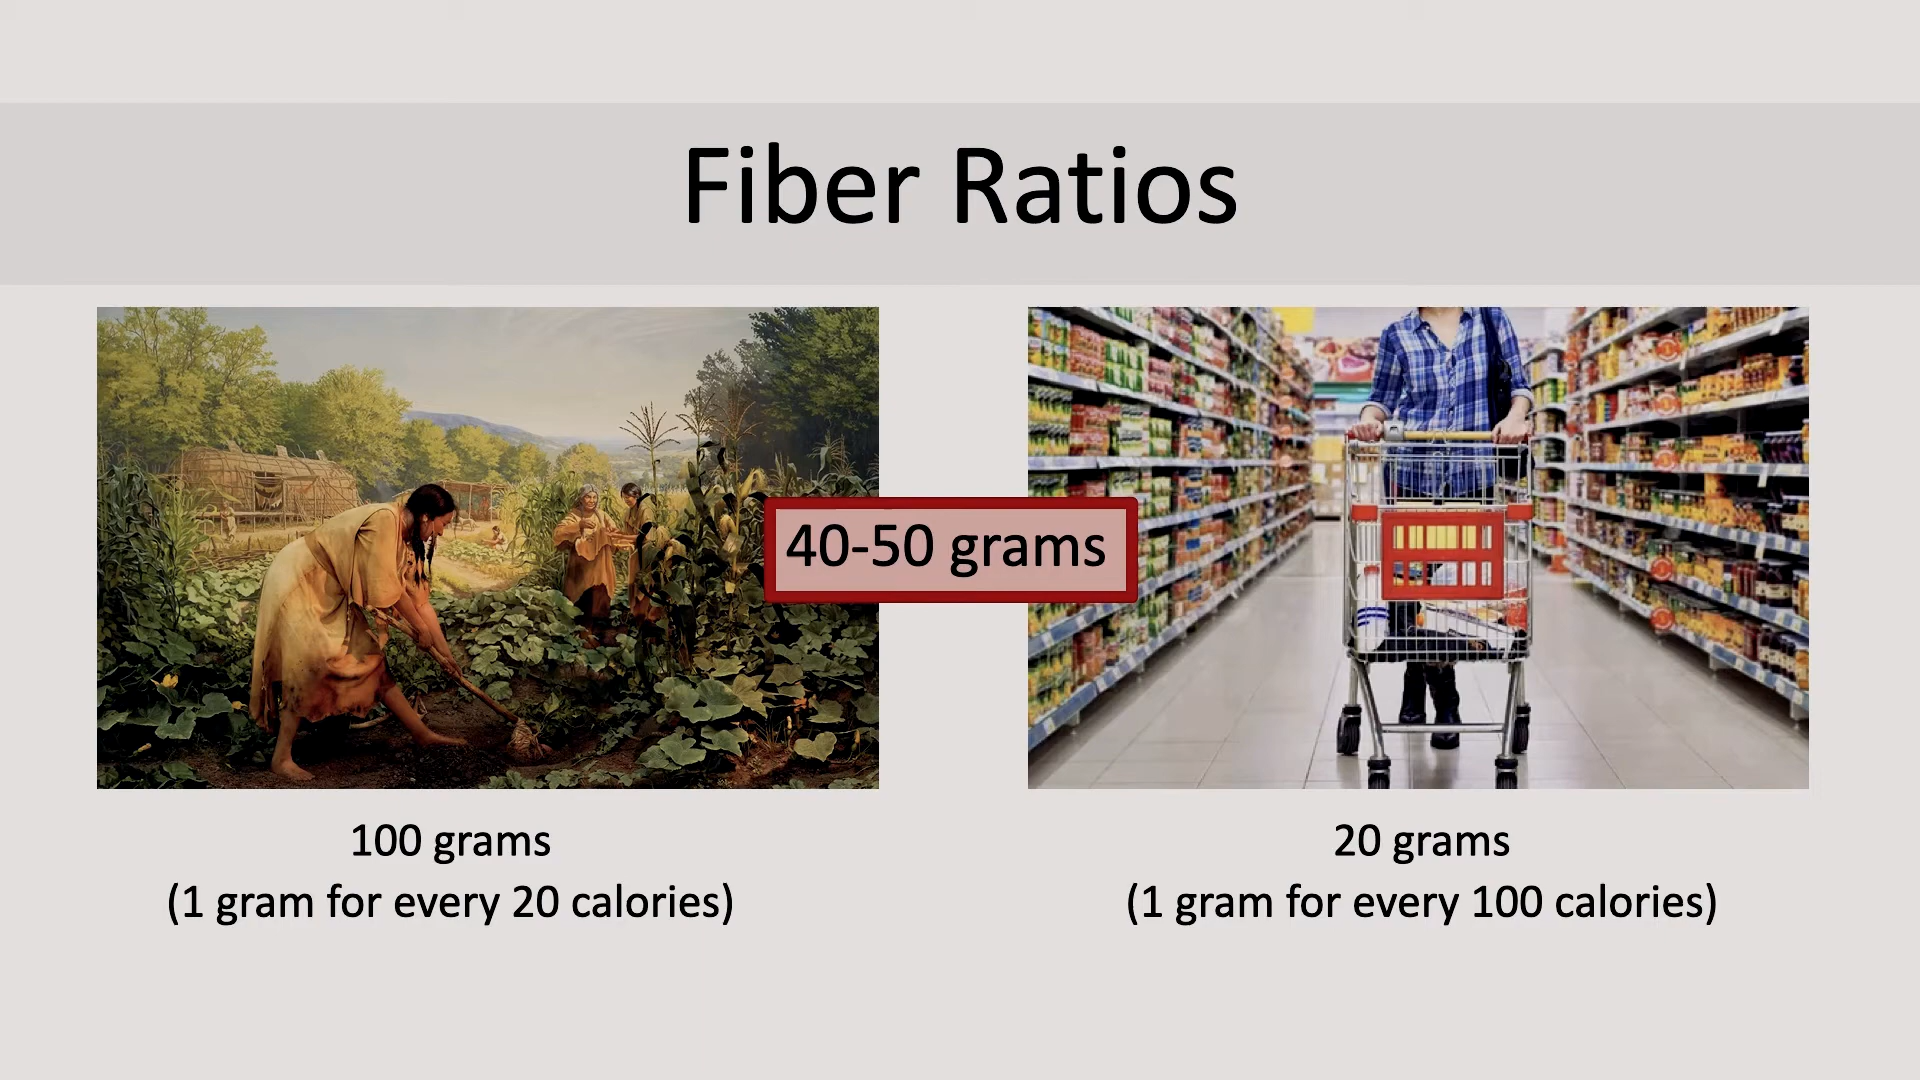 Fiber Ratios
40-50 grams
100 grams
(1 gram for every 20 calories)
20 grams
(1 gram for every 100 calories)